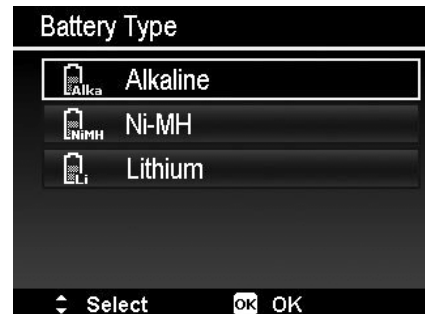 Battery Type
Alka Alkaline
NiMH Ni-MH
Li Lithium
Select OK OK